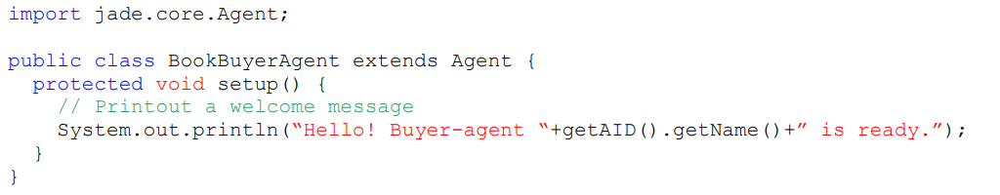 import jade.core.Agent;

public class BookBuyerAgent extends Agent {
  protected void setup() {
    // Printout a welcome message
    System.out.println(“Hello! Buyer-agent “+getAID().getName()+” is ready.”);
  }
}